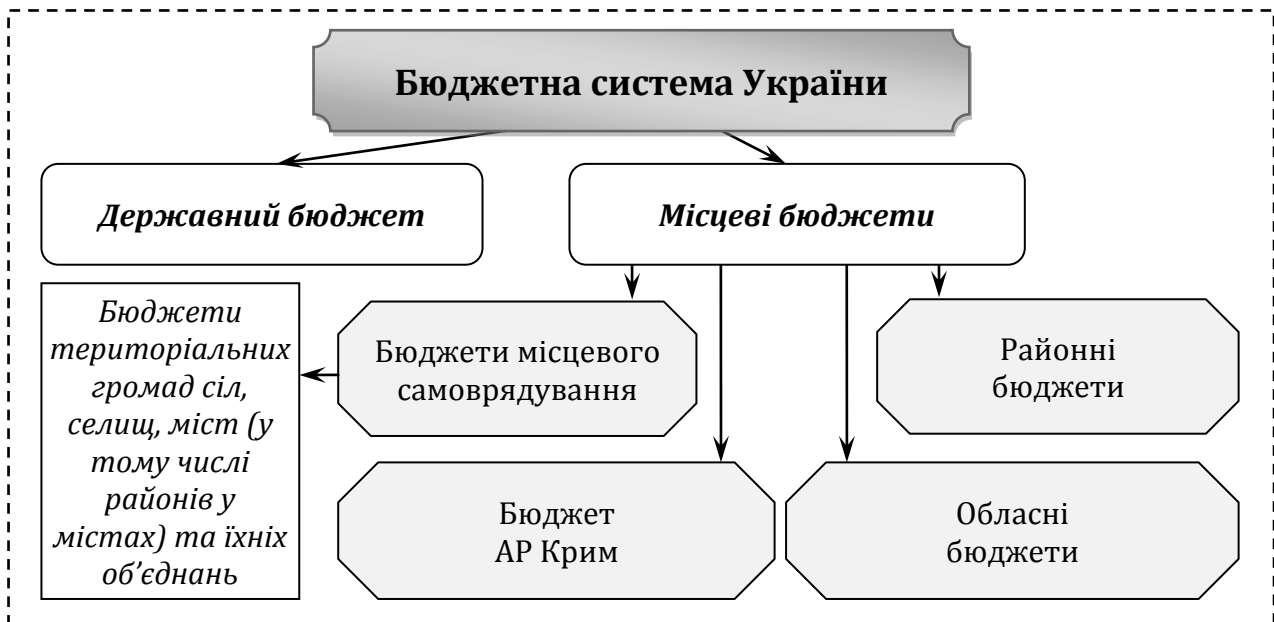 Бюджетна система України
Державний бюджет
Місцеві бюджети
Бюджети
територіальних
громад сіл,
селищ, міст (у
тому числі
районів у
містах) та їхніх
об’єднань
Бюджети місцевого
самоврядування
Районні
бюджети
Бюджет
АР Крим
Обласні
бюджети